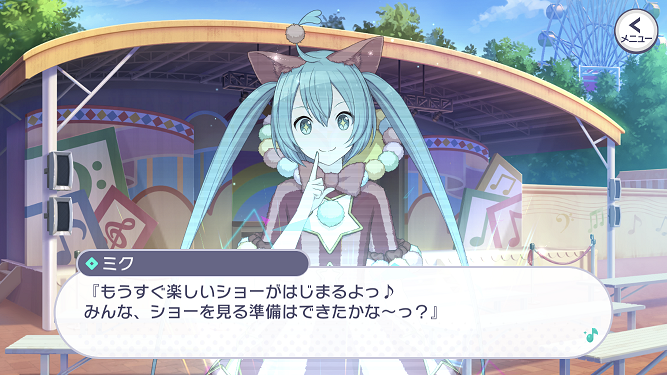 メニュー
ミク
『もうすぐ楽しいショーがはじまるよっ♪
みんな、ショーを見る準備はできたかな～っ？』